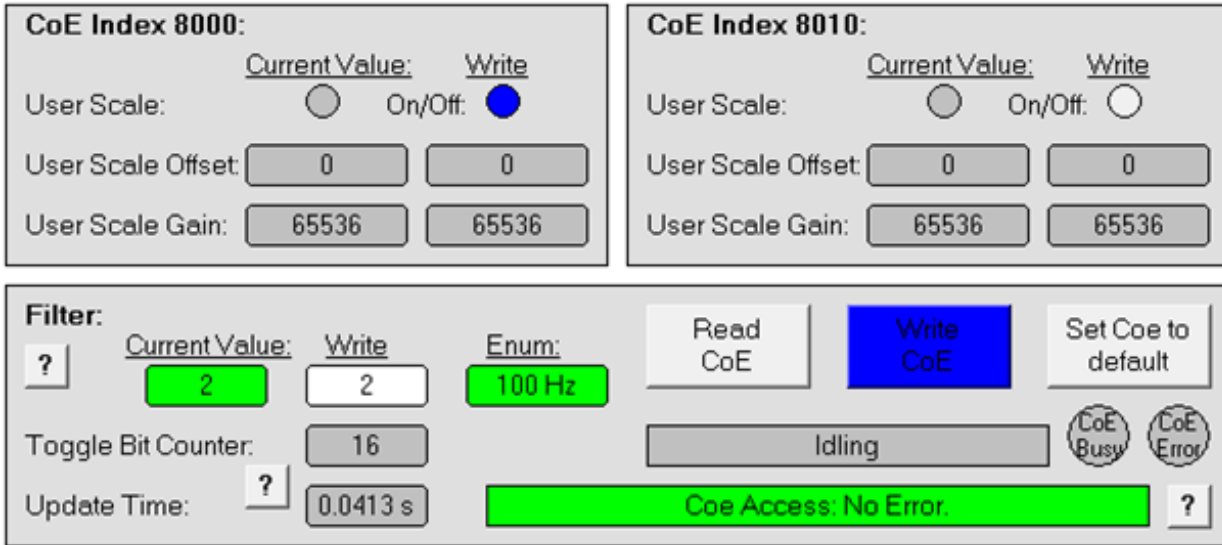 CoE Index 8000:
Current Value: Write
User Scale: On/Off:
User Scale Offset: 0 0
User Scale Gain: 65536 65536
CoE Index 8010:
Current Value: Write
User Scale: On/Off:
User Scale Offset: 0 0
User Scale Gain: 65536 65536
Filter:
? Current Value: Write Enum:
2 2 100 Hz
Toggle Bit Counter: 16
Update Time: ? 0.0413 s
Read
CoE
Write
CoE
Set Coe to
default
Idling
CoE
Busy
CoE
Error
Coe Access: No Error. ?